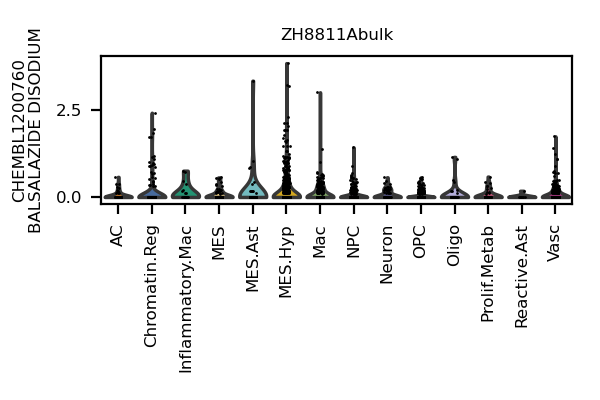 ZH8811Abulk
CHEMBL1200760
BALSALAZIDE DISODIUM
2.5
0.0
AC
Chromatin.Reg
Inflammatory.Mac
MES
MES.Ast
MES.Hyp
Mac
NPC
Neuron
OPC
Oligo
Prolif.Metab
Reactive.Ast
Vasc